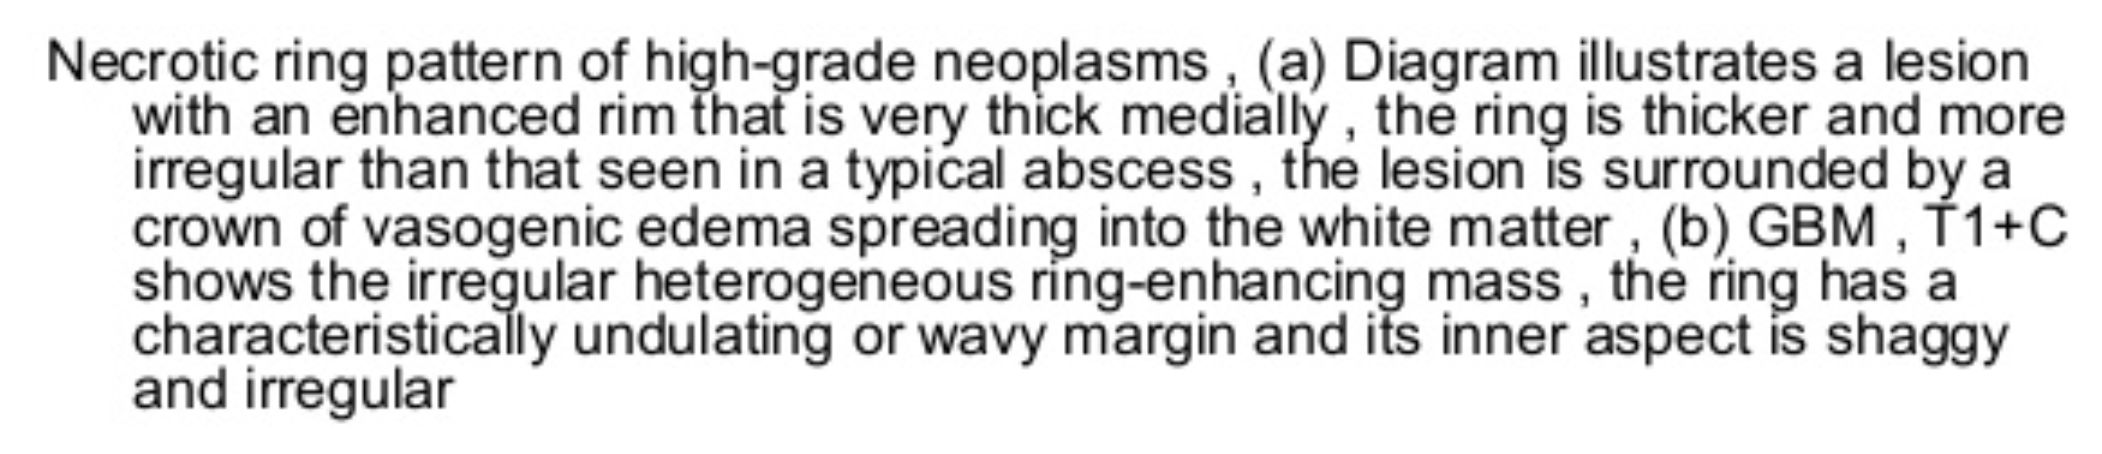 Necrotic ring pattern of high-grade neoplasms , (a) Diagram illustrates a lesion
with an enhanced rim that is very thick medially , the ring is thicker and more
irregular than that seen in a typical abscess , the lesion is surrounded by a
crown of vasogenic edema spreading into the white matter , (b) GBM , T1+C
shows the irregular heterogeneous ring-enhancing mass , the ring has a
characteristically undulating or wavy margin and its inner aspect is shaggy
and irregular